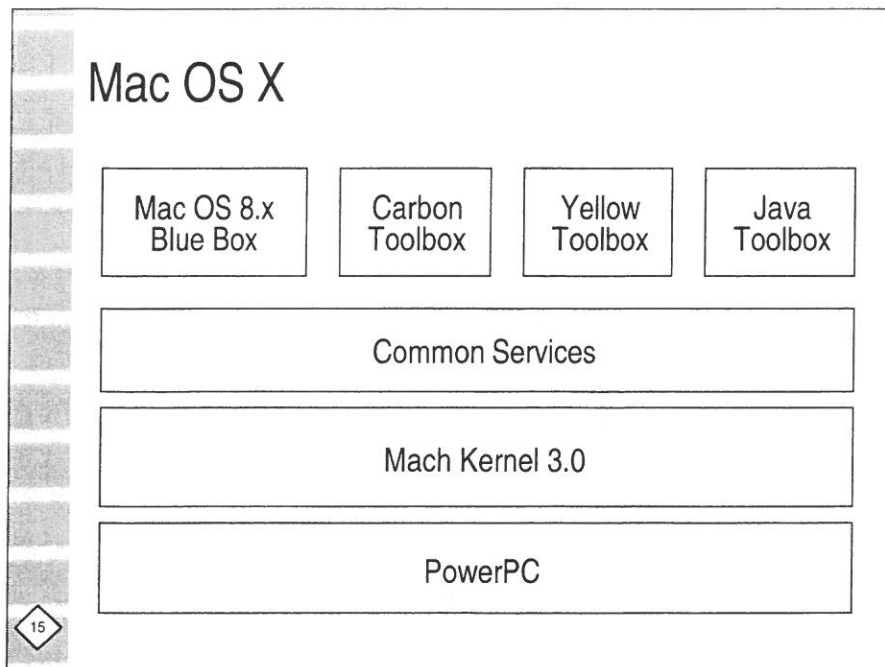 Mac OS X
Mac OS 8.x
Blue Box
Carbon
Toolbox
Yellow
Toolbox
Java
Toolbox
Common Services
Mach Kernel 3.0
PowerPC
15